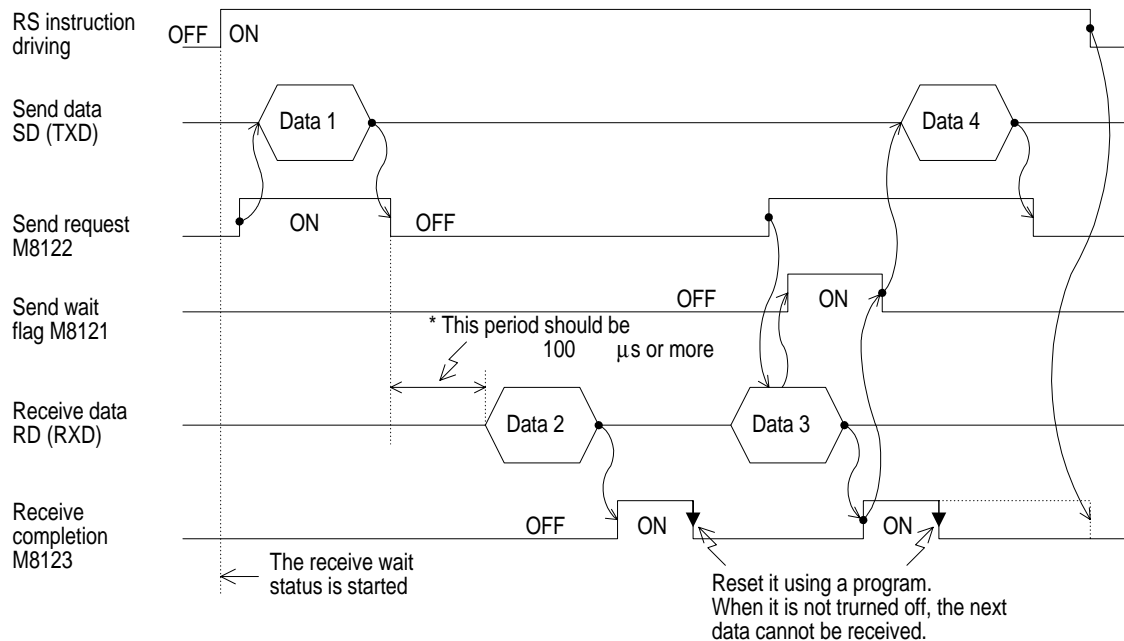 RS instruction
driving
OFF
ON
Send data
SD (TXD)
Data 1
Data 4
Send request
M8122
ON
OFF
Send wait
flag M8121
OFF
ON
* This period should be
100 μs or more
Receive data
RD (RXD)
Data 2
Data 3
Receive
completion
M8123
OFF
ON
ON
The receive wait
status is started
Reset it using a program.
When it is not trurned off, the next
data cannot be received.